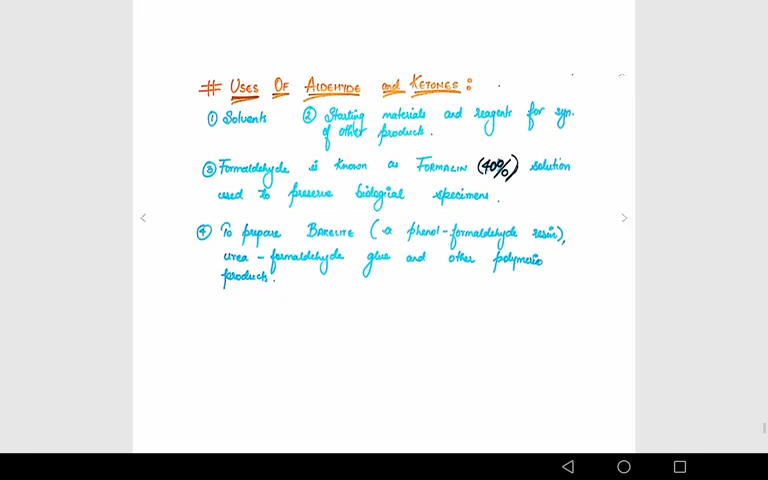 # USES OF ALDEHYDE and KETONES :
① Solvents ② Starting materials and reagents for syn. of other products.
③ Formaldehyde is known as FORMALIN (40%) solution
used to preserve biological specimens.
④ To prepare BAKELITE (a phenol-formaldehyde resin),
urea - formaldehyde glue and other polymeric
products.